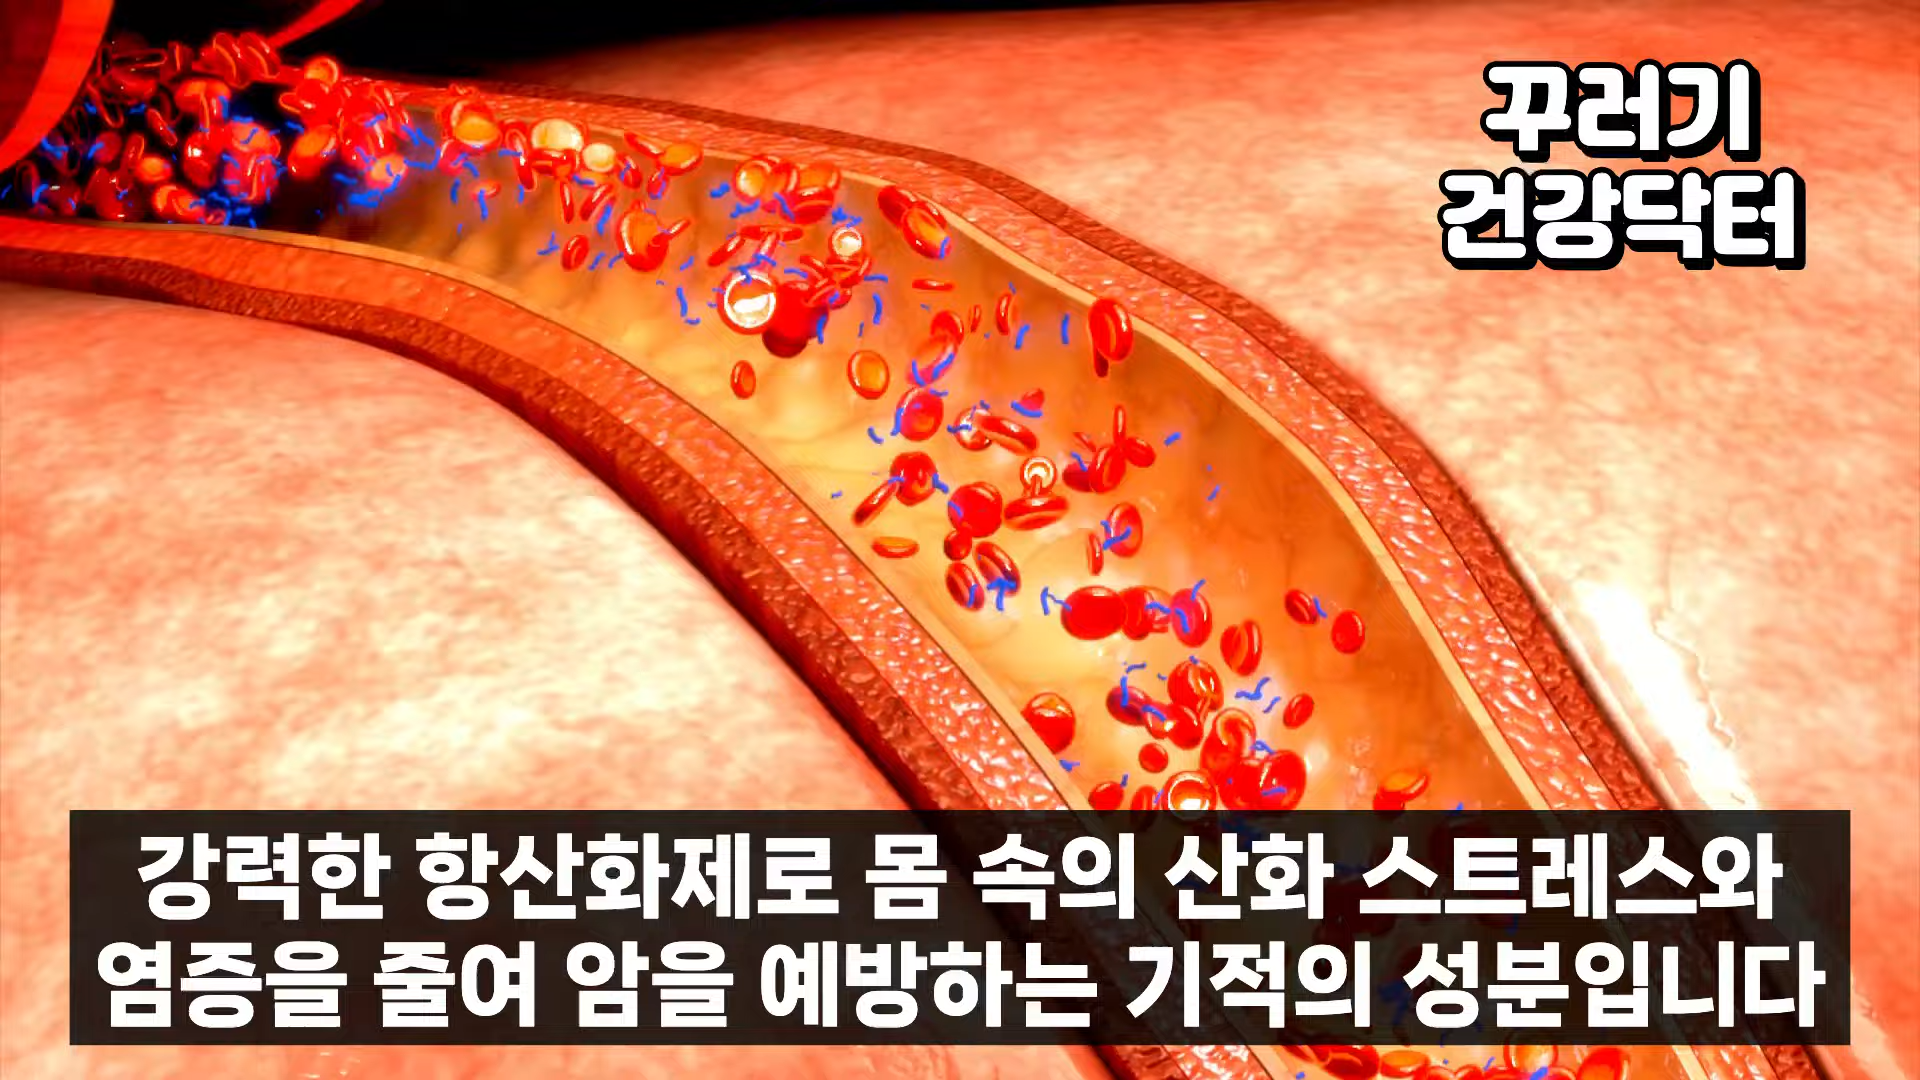 꾸러기
건강닥터
강력한 항산화제로 몸 속의 산화 스트레스와
염증을 줄여 암을 예방하는 기적의 성분입니다